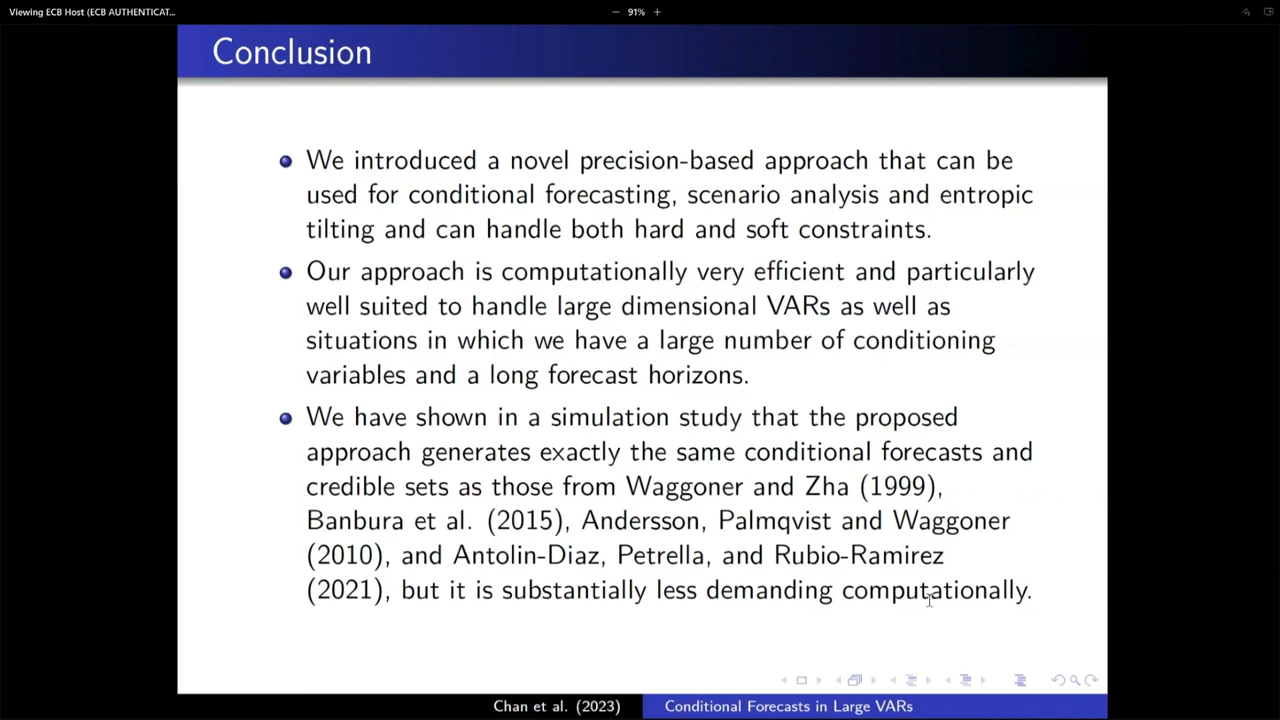 Viewing ECB Host (ECB AUTHENTICAT...
− 91% +
Conclusion
We introduced a novel precision-based approach that can be
used for conditional forecasting, scenario analysis and entropic
tilting and can handle both hard and soft constraints.
Our approach is computationally very efficient and particularly
well suited to handle large dimensional VARs as well as
situations in which we have a large number of conditioning
variables and a long forecast horizons.
We have shown in a simulation study that the proposed
approach generates exactly the same conditional forecasts and
credible sets as those from Waggoner and Zha (1999),
Banbura et al. (2015), Andersson, Palmqvist and Waggoner
(2010), and Antolin-Diaz, Petrella, and Rubio-Ramirez
(2021), but it is substantially less demanding computationally.
Chan et al. (2023) Conditional Forecasts in Large VARs